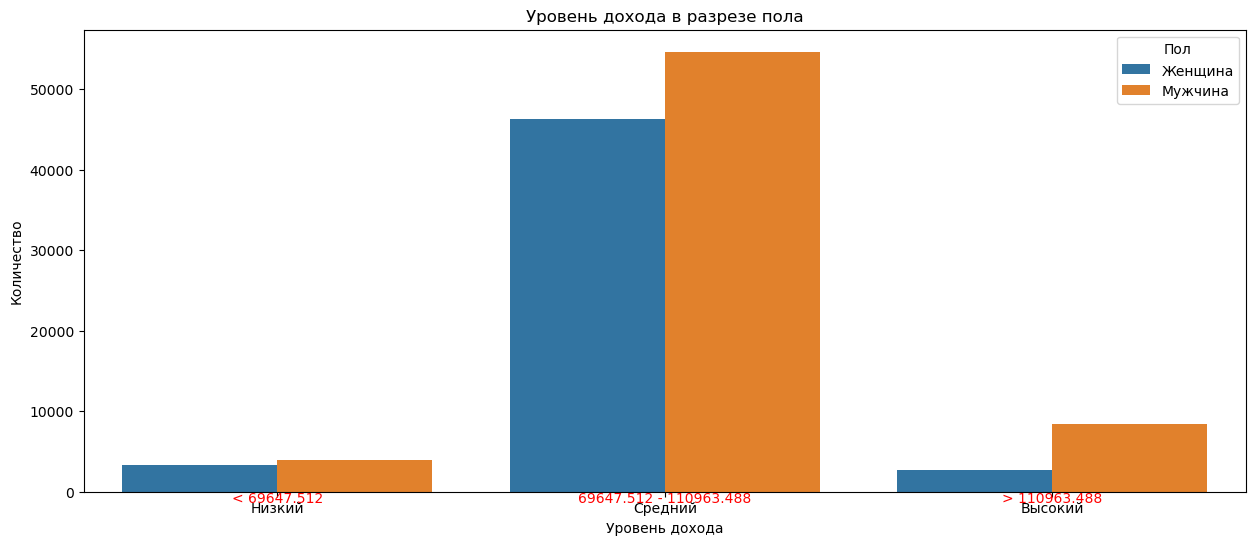 Уровень дохода в разрезе пола
Пол
Женщина
Мужчина
Количество
50000
40000
30000
20000
10000
0
< 69647.512
69647.512 - 110963.488
> 110963.488
Низкий
Средний
Высокий
Уровень дохода